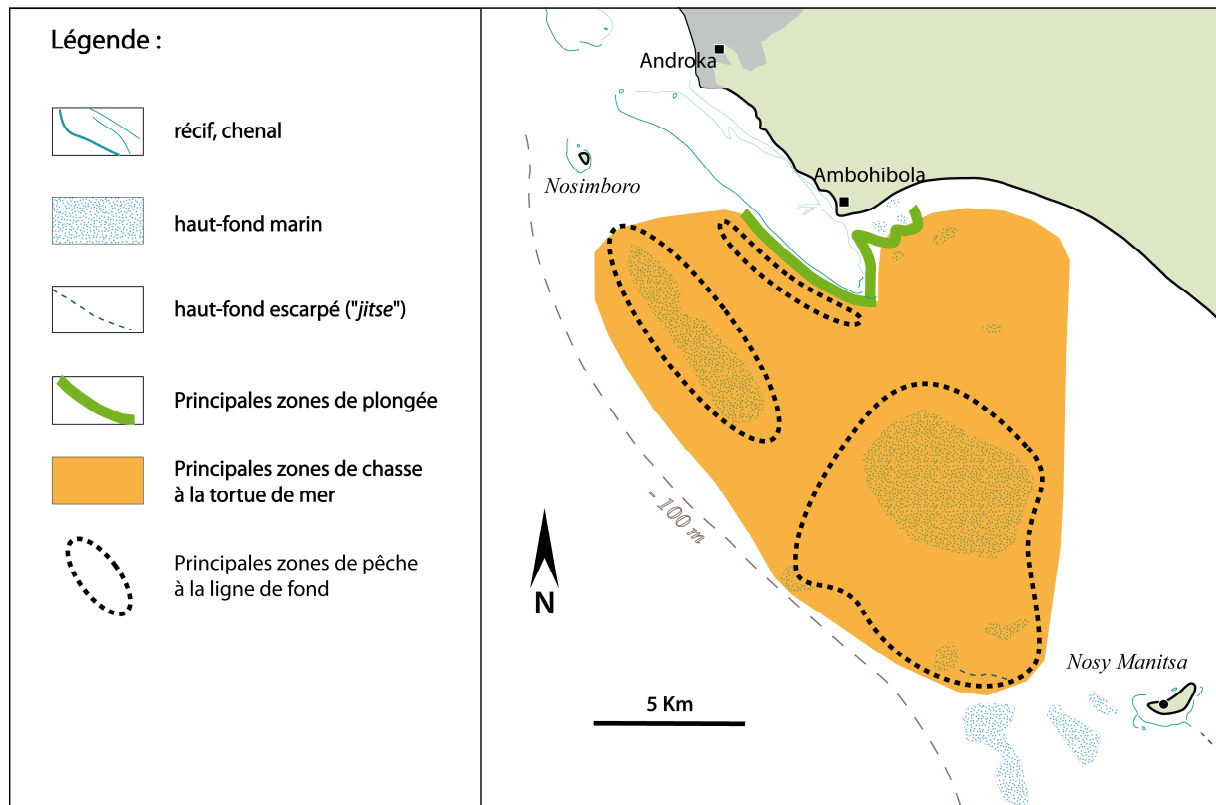 Légende :
récif, chenal
haut-fond marin
haut-fond escarpé ("jitse")
Principales zones de plongée
Principales zones de chasse
à la tortue de mer
Principales zones de pêche
à la ligne de fond
Androka
Nosimboro
Ambohibola
- 100 m
N
5 Km
Nosy Manitsa